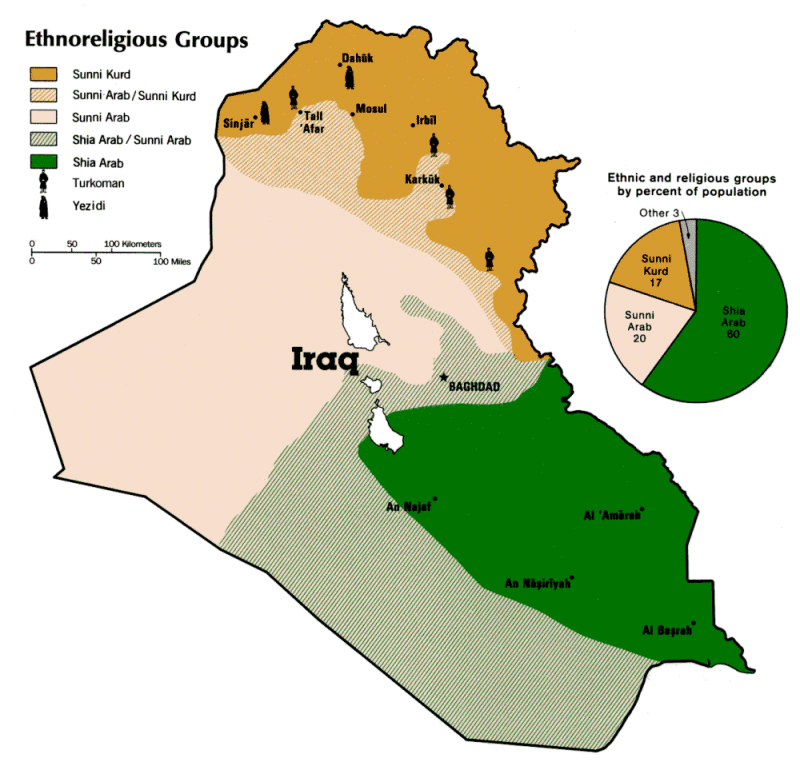 Ethnoreligious Groups
Sunni Kurd
Sunni Arab/Sunni Kurd
Sunni Arab
Shia Arab/Sunni Arab
Shia Arab
Turkoman
Yezidi
0 50 100 Kilometers
0 50 100 Miles
Dahūk
Sinjār
Tall
'Afar
Mosul
Irbīl
Karkūk
Iraq
BAGHDAD
An Najaf
Al 'Amārah
An Nāşirīyah
Al Başrah
Ethnic and religious groups
by percent of population
Other 3
Sunni
Kurd
17
Sunni
Arab
20
Shia
Arab
60